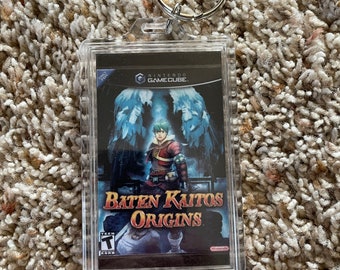 NINTENDO
GAMECUBE
BATEN KAITOS
ORIGINS
T
Nintendo